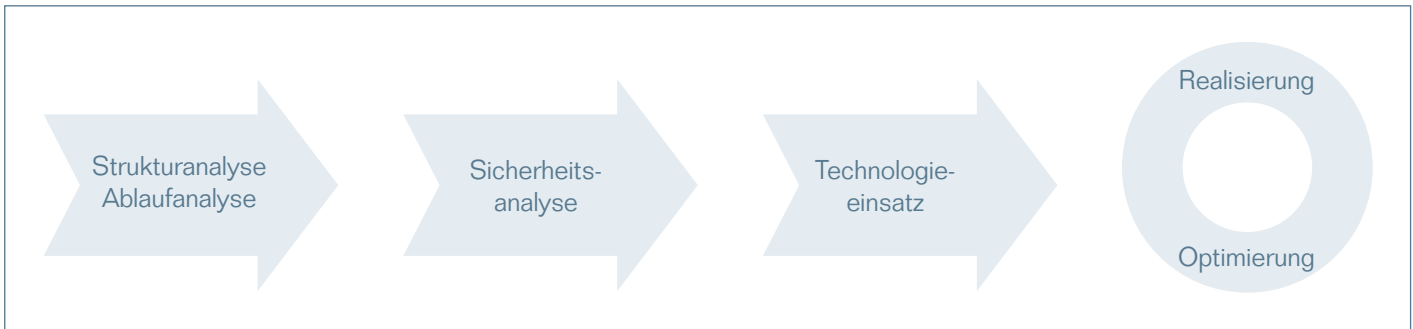 Strukturanalyse
Ablaufanalyse
Sicherheits-
analyse
Technologie-
einsatz
Realisierung
Optimierung